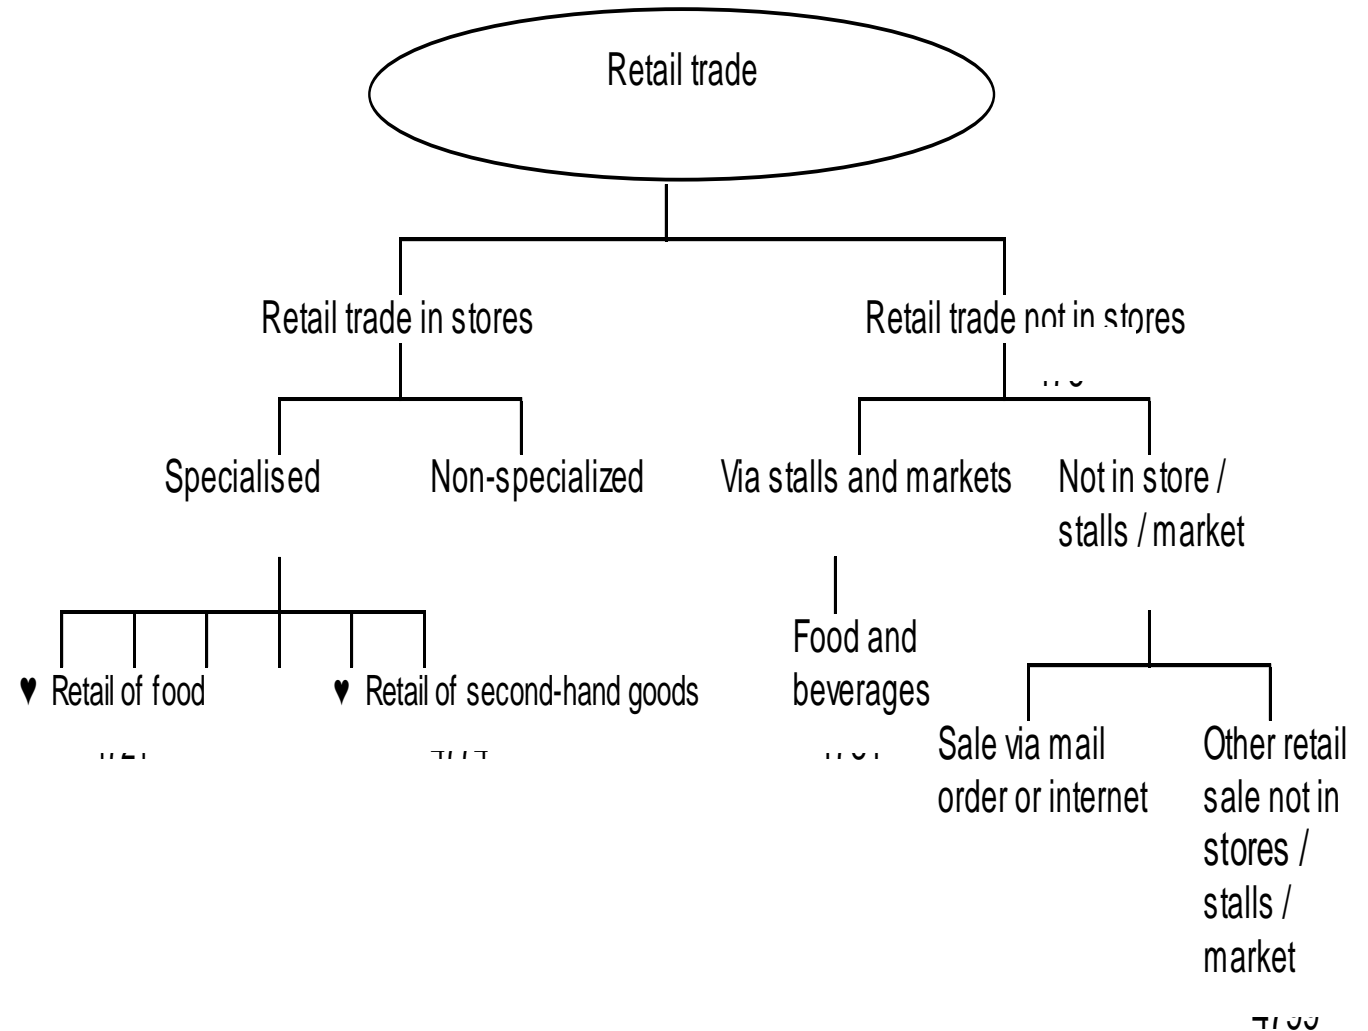 Retail trade
Retail trade in stores
Retail trade not in stores
Specialised
Non-specialized
Via stalls and markets
Not in store /
stalls / market
♥ Retail of food
♥ Retail of second-hand goods
Food and
beverages
Sale via mail
order or internet
Other retail
sale not in
stores /
stalls /
market